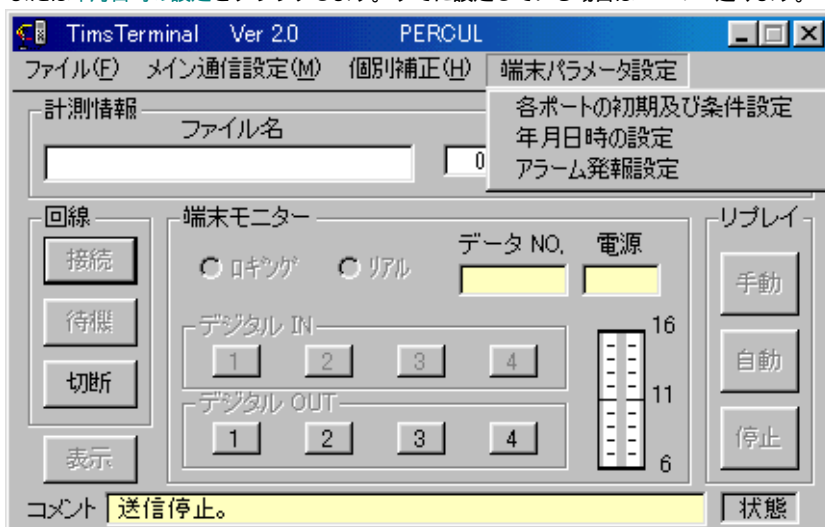 TimsTerminal Ver 2.0 PERCUL
ファイル(F) メイン通信設定(M) 個別補正(H) 端末パラメータ設定
各ポートの初期及び条件設定
年月日時の設定
アラーム発報設定
計測情報
ファイル名
0
回線
接続
待機
切断
表示
端末モニター
ロギング リアル
データ NO. 電源
デジタル IN
1 2 3 4
デジタル OUT
1 2 3 4
16
11
6
リプレイ
手動
自動
停止
コメント 送信停止。 状態